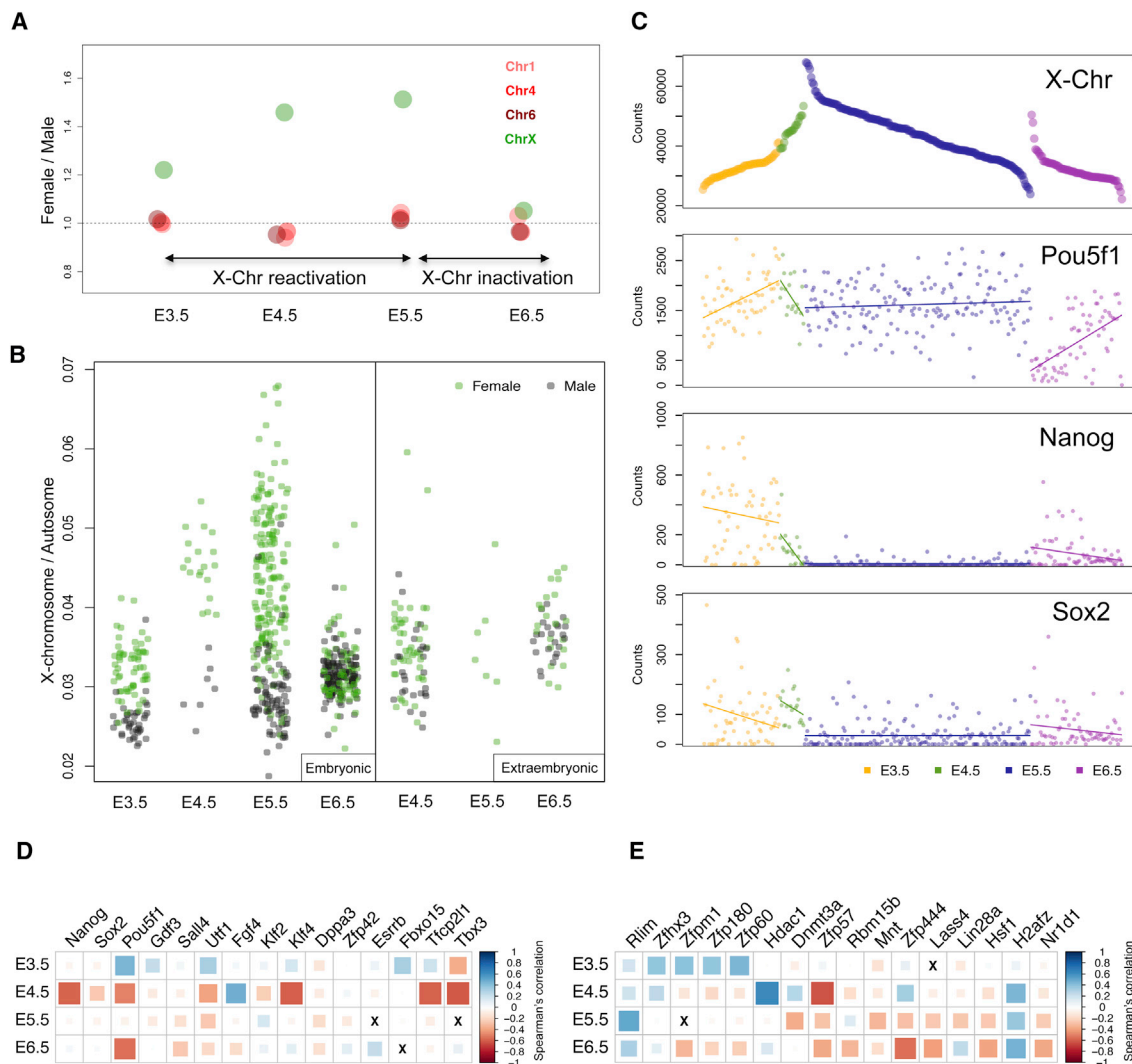 A
Female / Male
1.6
1.4
1.2
1.0
0.8
Chr1
Chr4
Chr6
ChrX
X-Chr reactivation
X-Chr inactivation
E3.5
E4.5
E5.5
E6.5
B
X-chromosome / Autosome
0.07
0.06
0.05
0.04
0.03
0.02
Female
Male
Embryonic
Extraembryonic
E3.5
E4.5
E5.5
E6.5
E4.5
E5.5
E6.5
C
X-Chr
Counts
60000
40000
20000
Pou5f1
Counts
2500
1500
500
0
Nanog
Counts
1000
600
200
0
Sox2
Counts
500
300
100
0
E3.5
E4.5
E5.5
E6.5
D
Nanog
Sox2
Pou5f1
Gdf3
Sall4
Utf1
Fgf4
Klf2
Klf4
Dppa3
Zfp42
Esrrb
Fbxo15
Tfcp2l1
Tbx3
E3.5
E4.5
E5.5
X
X
E6.5
X
1
0.8
0.6
0.4
0.2
0
−0.2
−0.4
−0.6
−0.8
−1
Spearman's correlation
E
Rlim
Zfhx3
Zfpm1
Zfp180
Zfp60
Hdac1
Dnmt3a
Zfp57
Rbm15b
Mnt
Zfp444
Lass4
Lin28a
Hsf1
H2afz
Nr1d1
E3.5
X
E4.5
E5.5
X
E6.5
1
0.8
0.6
0.4
0.2
0
−0.2
−0.4
−0.6
−0.8
−1
Spearman's correlation